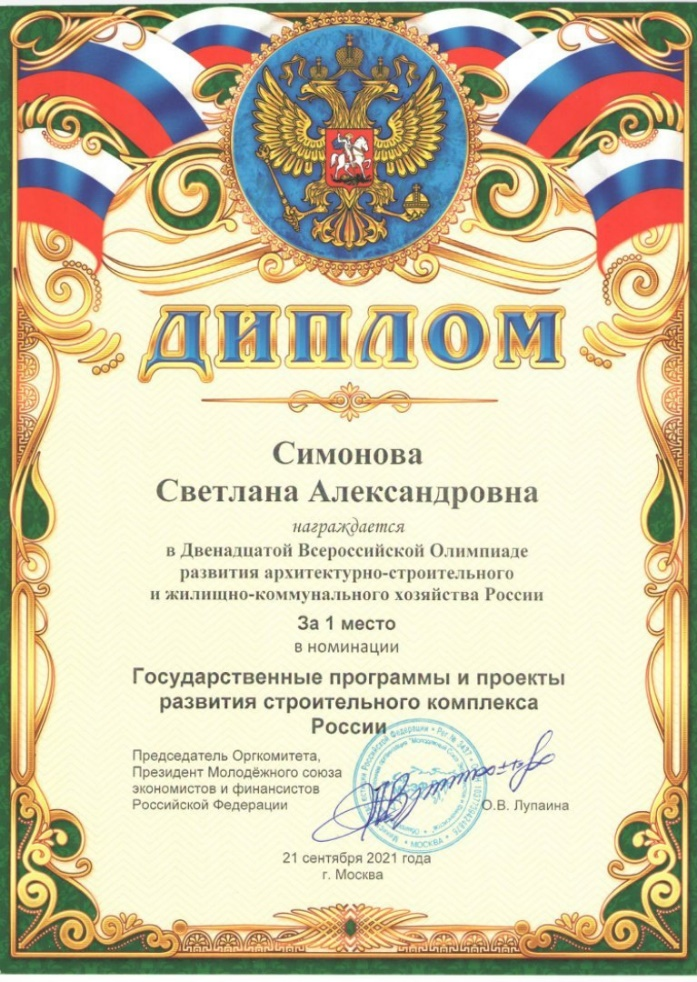 ДИПЛОМ
Симонова
Светлана Александровна
награждается
в Двенадцатой Всероссийской Олимпиаде
развития архитектурно-строительного
и жилищно-коммунального хозяйства России
За 1 место
в номинации
Государственные программы и проекты
развития строительного комплекса
России
Председатель Оргкомитета,
Президент Молодёжного союза
экономистов и финансистов
Российской Федерации
О.В. Лупаина
МОСКВА
21 сентября 2021 года
г. Москва